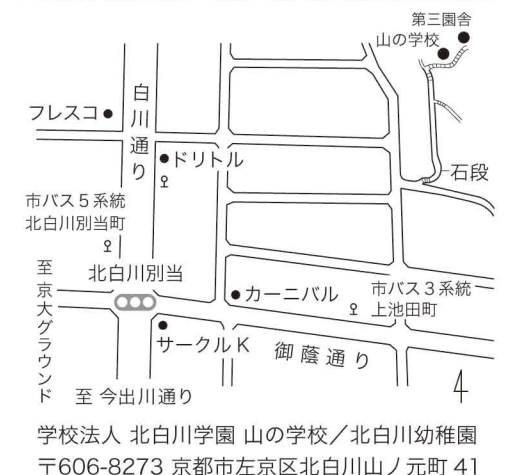 第三園舎
山の学校
フレスコ
白川通り
ドリトル
石段
市バス5系統
北白川別当町
至 京大グラウンド
北白川別当
カーニバル
市バス3系統
上池田町
サークルK
御蔭通り
至 今出川通り
4
学校法人 北白川学園 山の学校／北白川幼稚園
〒606-8273 京都市左京区北白川山ノ元町 41